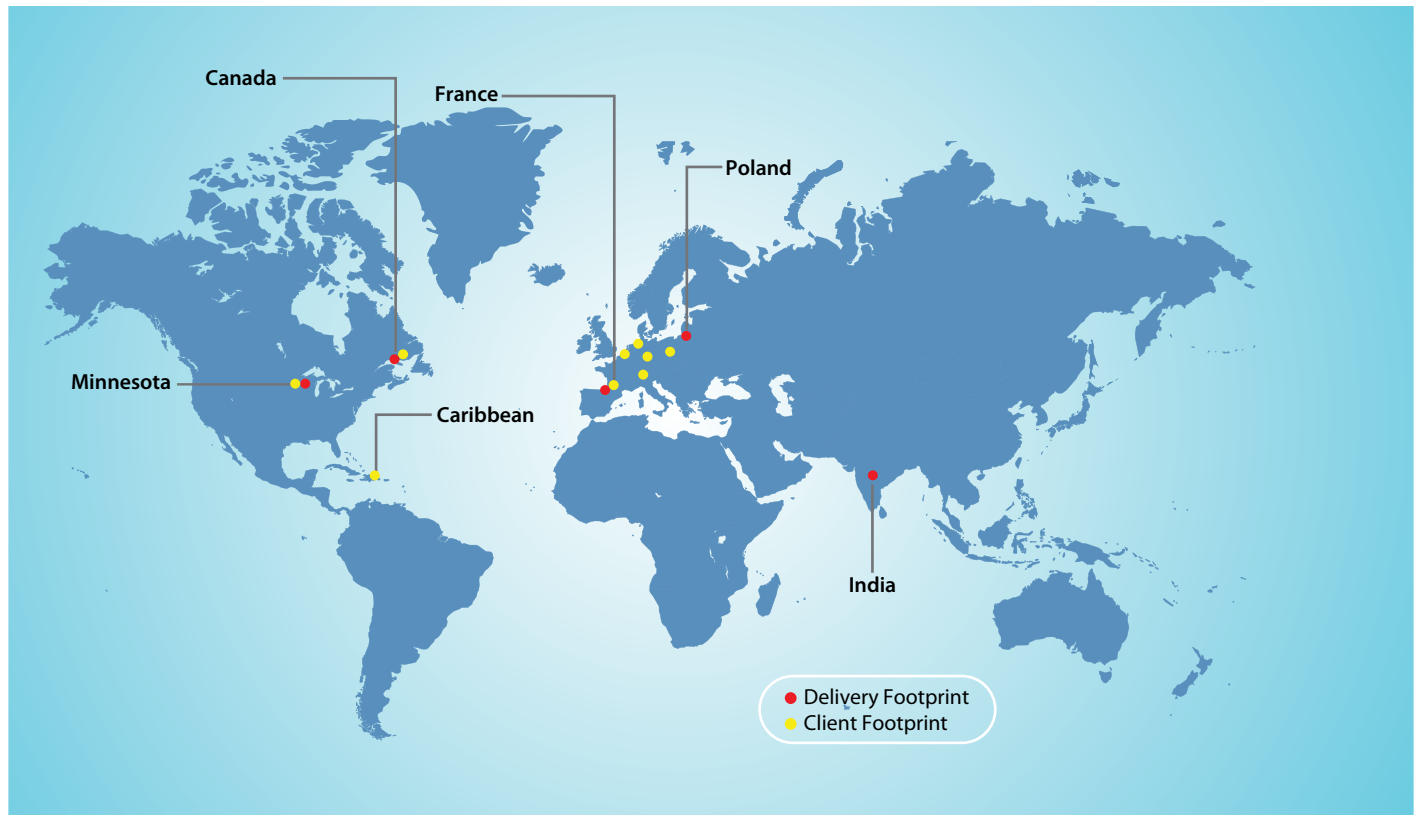 Canada
France
Poland
Minnesota
Caribbean
India
Delivery Footprint
Client Footprint